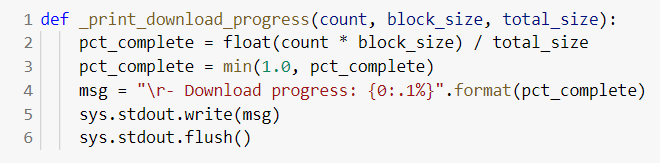 1 def _print_download_progress(count, block_size, total_size):
2     pct_complete = float(count * block_size) / total_size
3     pct_complete = min(1.0, pct_complete)
4     msg = "\r- Download progress: {0:.1%}".format(pct_complete)
5     sys.stdout.write(msg)
6     sys.stdout.flush()